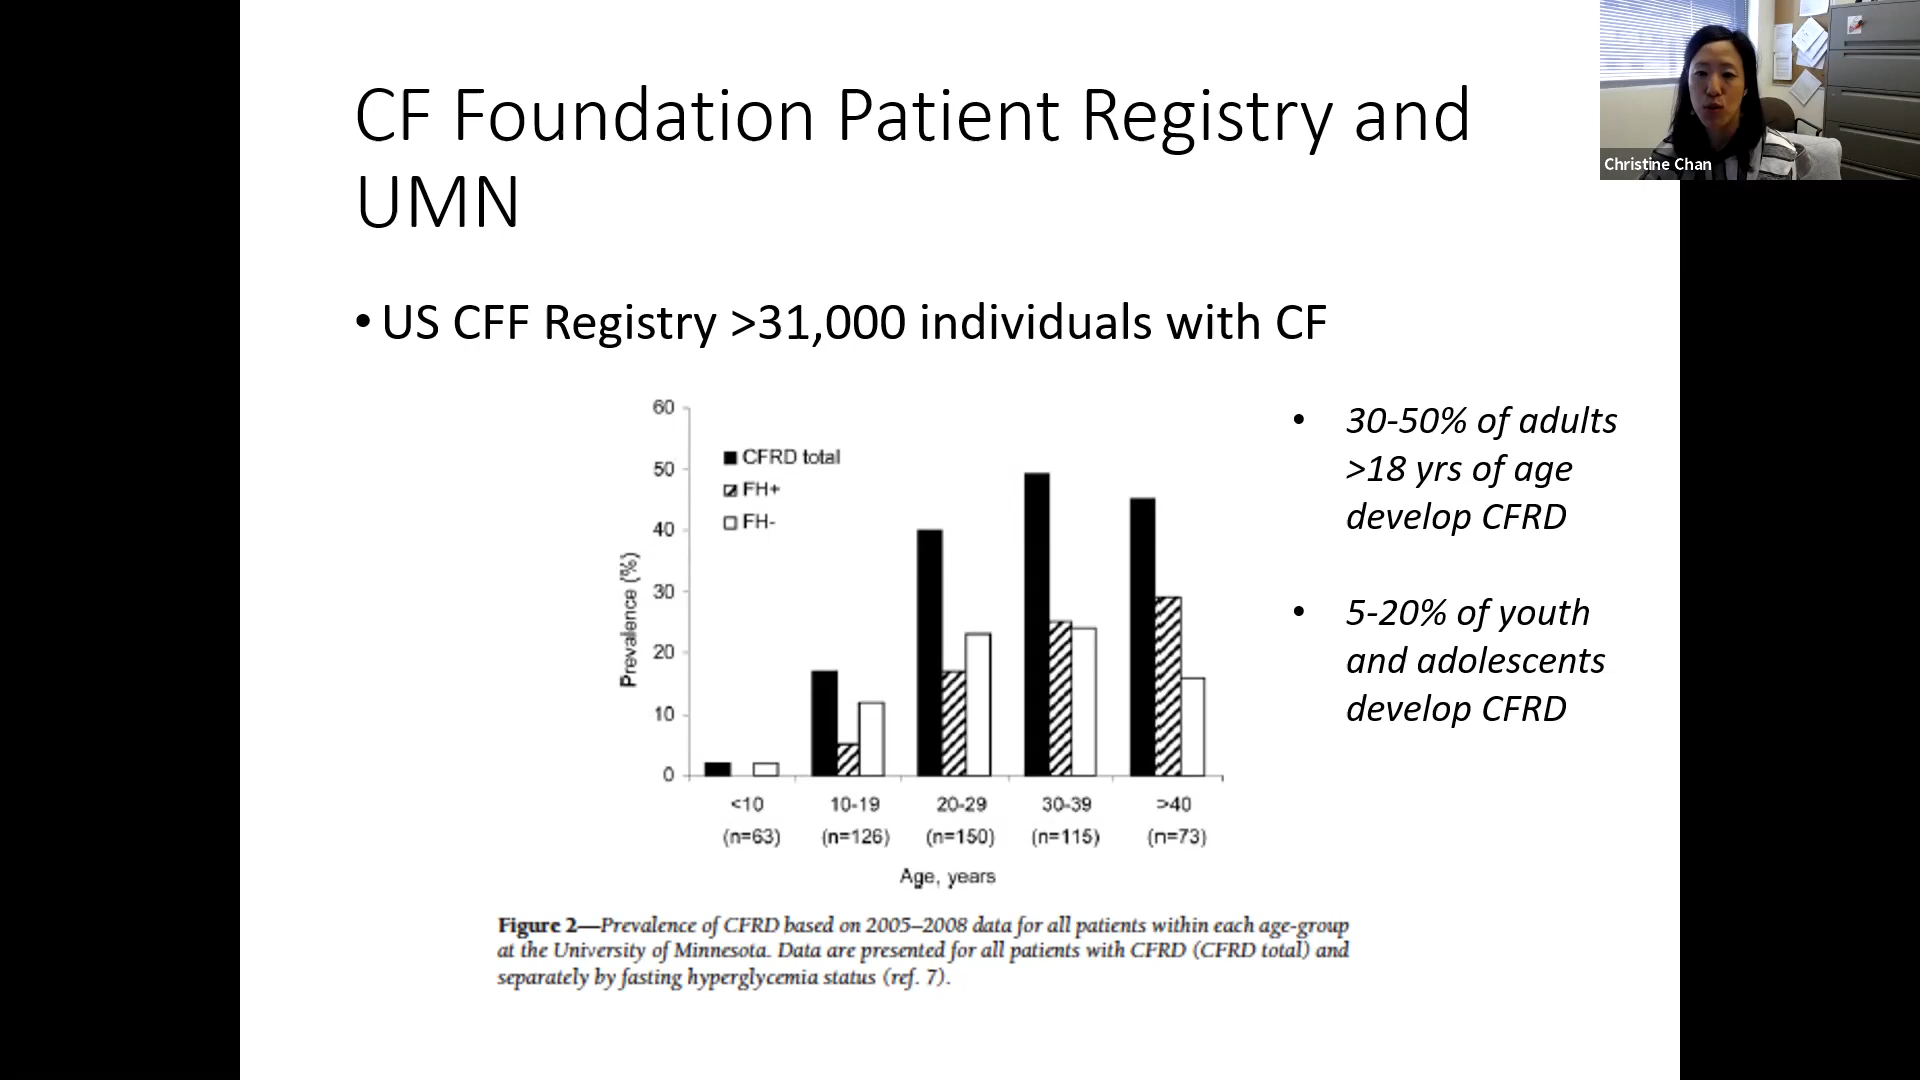 CF Foundation Patient Registry and
UMN
• US CFF Registry >31,000 individuals with CF
60
50
40
30
20
10
0
Prevalence (%)
CFRD total
FH+
FH-
<10
10-19
20-29
30-39
>40
(n=63)
(n=126)
(n=150)
(n=115)
(n=73)
Age, years
Figure 2—Prevalence of CFRD based on 2005–2008 data for all patients within each age-group
at the University of Minnesota. Data are presented for all patients with CFRD (CFRD total) and
separately by fasting hyperglycemia status (ref. 7).
• 30-50% of adults
>18 yrs of age
develop CFRD
• 5-20% of youth
and adolescents
develop CFRD
Christine Chan